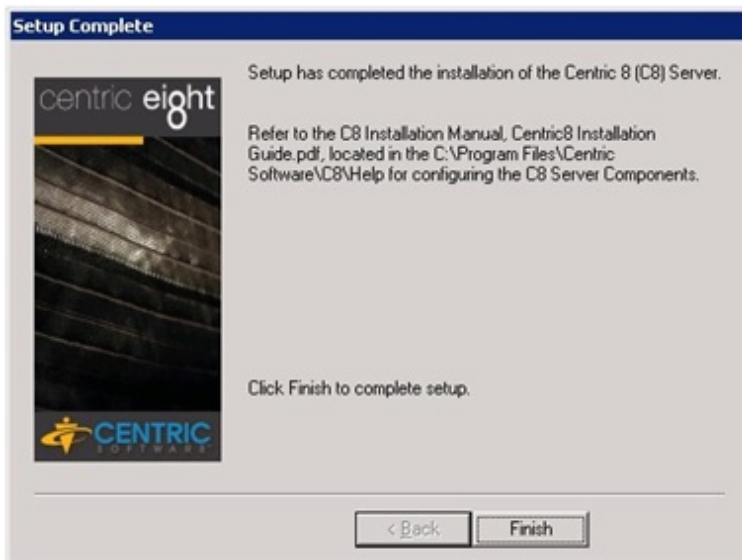 Setup Complete
centric eight
Setup has completed the installation of the Centric 8 (C8) Server.
Refer to the C8 Installation Manual, Centric8 Installation
Guide.pdf, located in the C:\Program Files\Centric
Software\C8\Help for configuring the C8 Server Components.
Click Finish to complete setup.
CENTRIC
SOFTWARE
< Back
Finish